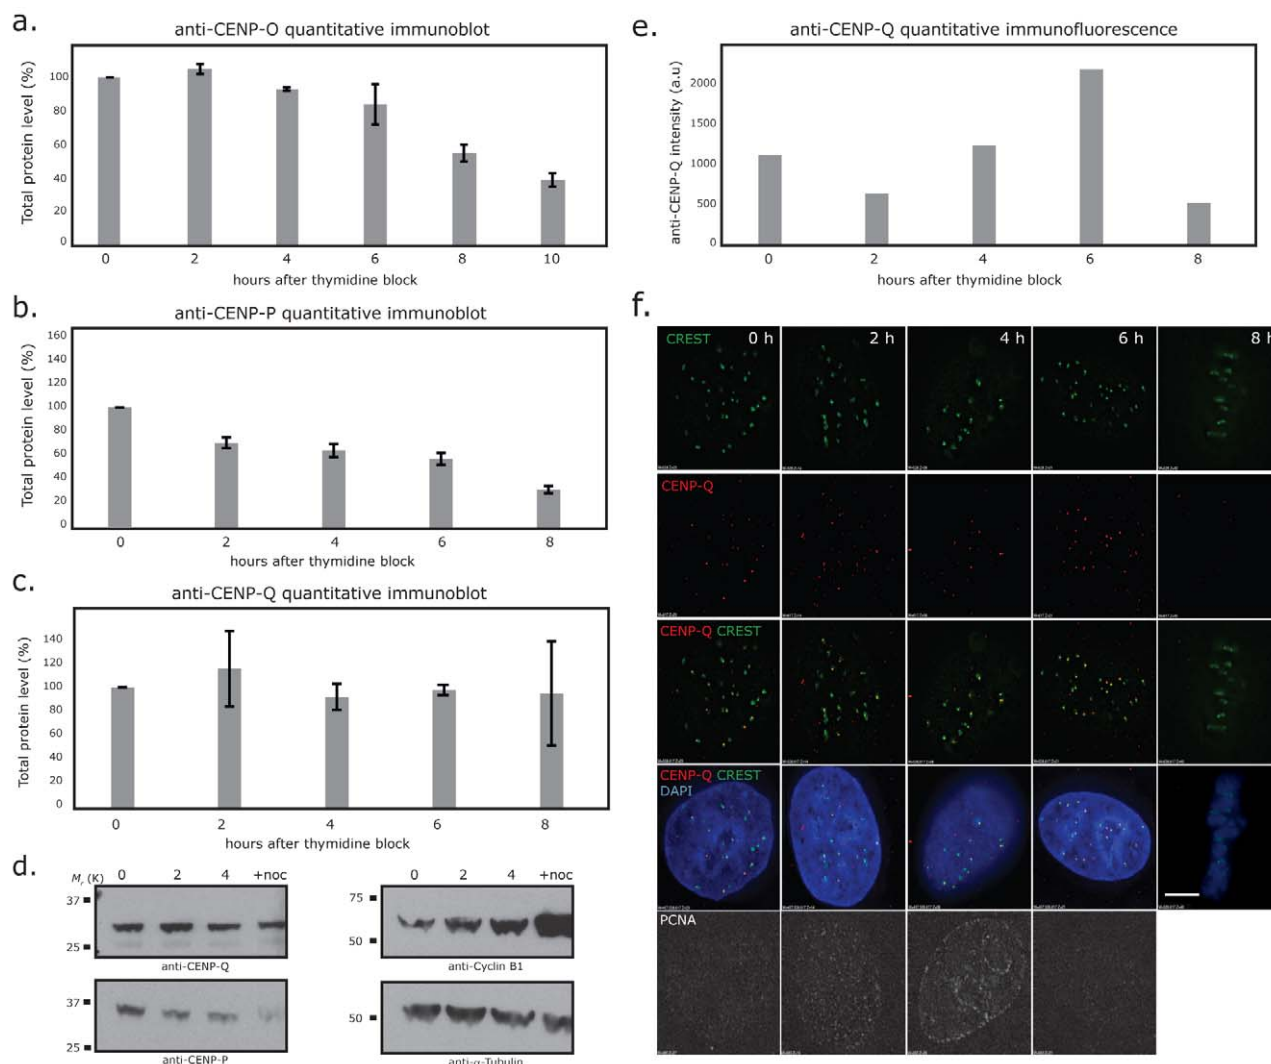 a.
anti-CENP-O quantitative immunoblot
Total protein level (%)
100
80
60
40
20
0
0 2 4 6 8 10
hours after thymidine block
b.
anti-CENP-P quantitative immunoblot
Total protein level (%)
160
140
120
100
80
60
40
20
0
0 2 4 6 8
hours after thymidine block
c.
anti-CENP-Q quantitative immunoblot
Total protein level (%)
140
120
100
80
60
40
20
0
0 2 4 6 8
hours after thymidine block
d.
Mr (K) 0 2 4 +noc
37
25
anti-CENP-Q
37
25
anti-CENP-P
0 2 4 +noc
75
50
anti-Cyclin B1
50
anti-α-Tubulin
e.
anti-CENP-Q quantitative immunofluorescence
anti-CENP-Q intensity (a.u)
2000
1500
1000
500
0
0 2 4 6 8
hours after thymidine block
f.
CREST 0 h 2 h 4 h 6 h 8 h
CENP-Q
CENP-Q CREST
CENP-Q CREST
DAPI
PCNA